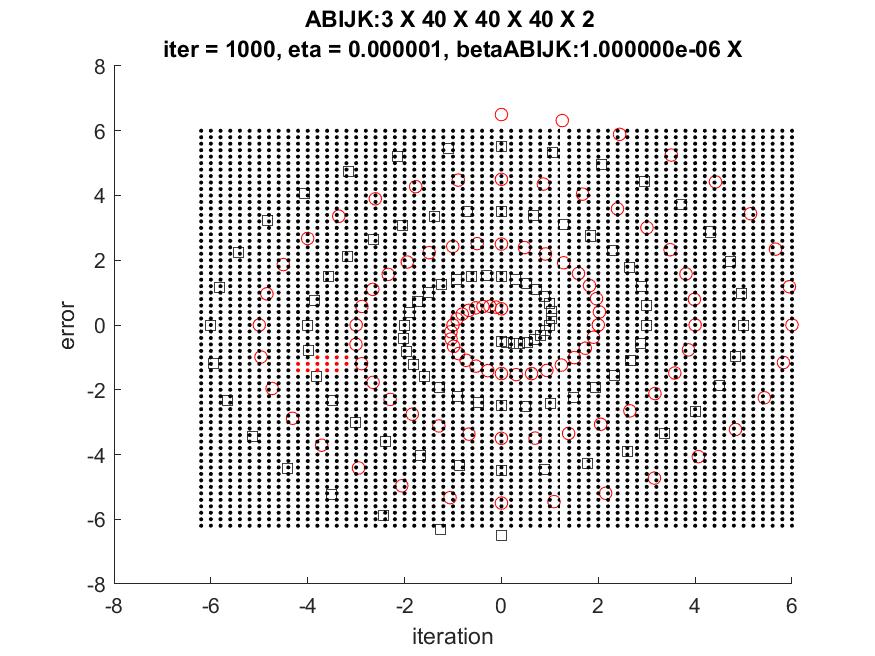 ABIJK:3 X 40 X 40 X 40 X 2
iter = 1000, eta = 0.000001, betaABIJK:1.000000e-06 X
8
6
4
2
0
-2
-4
-6
-8
error
-8 -6 -4 -2 0 2 4 6
iteration